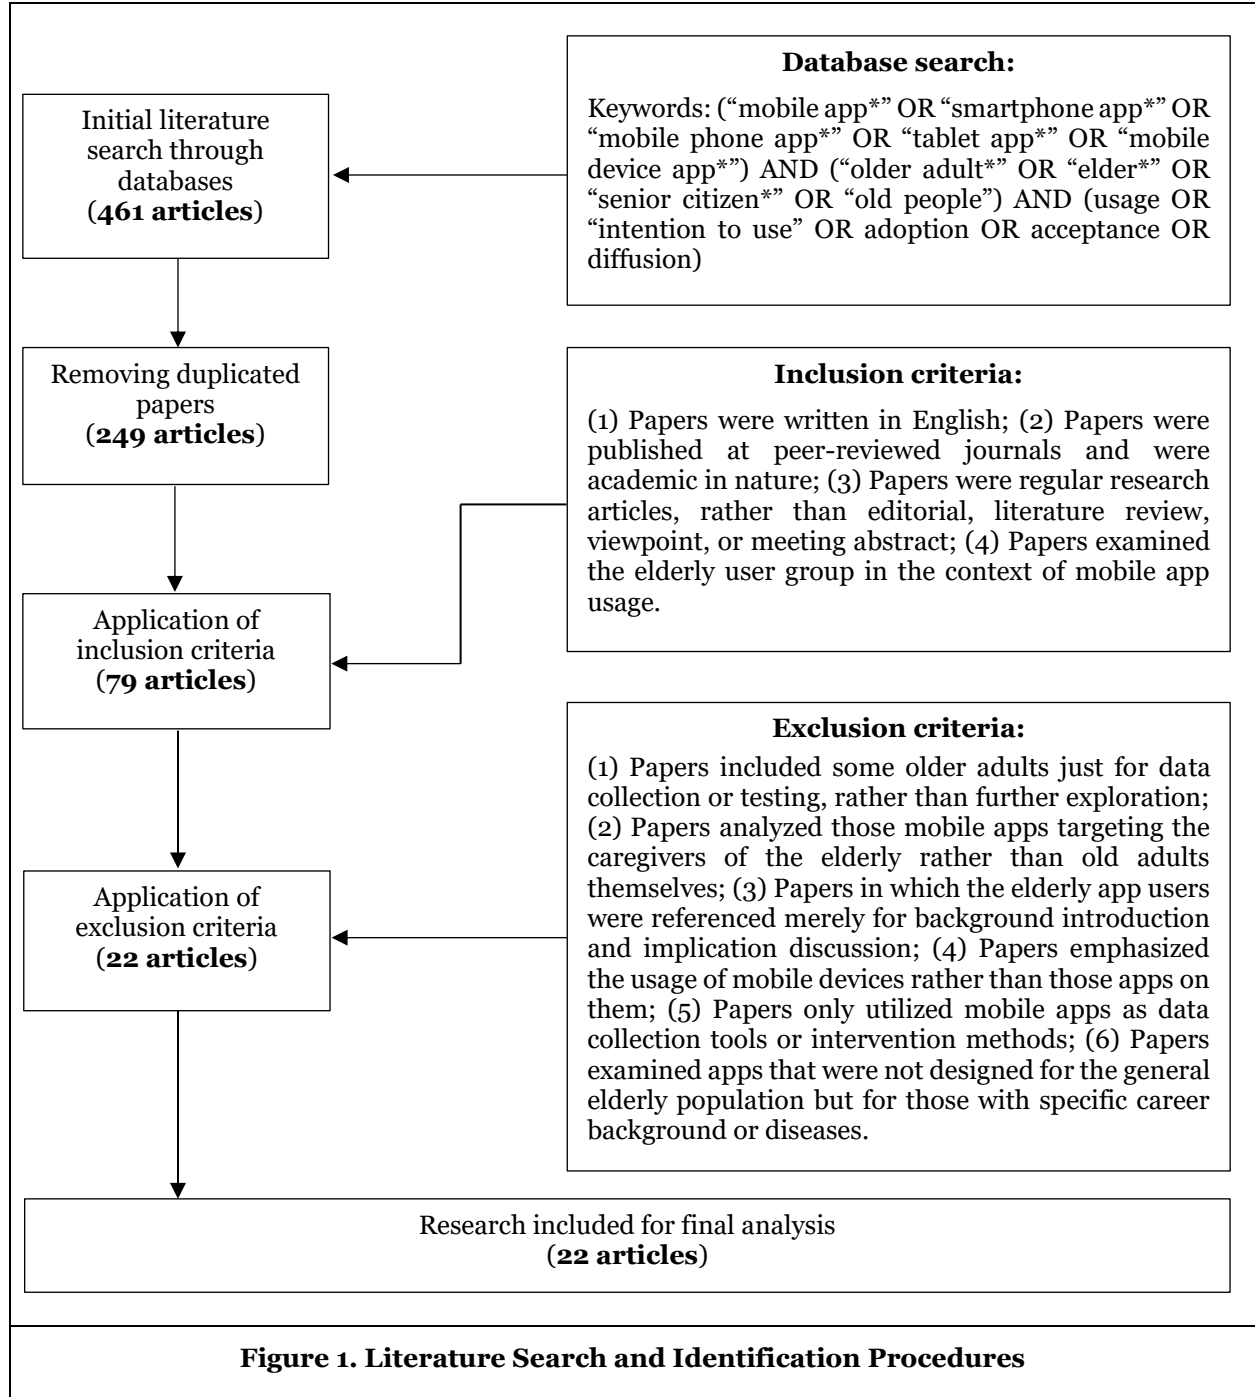 Database search:
Keywords: (“mobile app*” OR “smartphone app*” OR
“mobile phone app*” OR “tablet app*” OR “mobile
device app*”) AND (“older adult*” OR “elder*” OR
“senior citizen*” OR “old people”) AND (usage OR
“intention to use” OR adoption OR acceptance OR
diffusion)
Initial literature
search through
databases
(461 articles)
Removing duplicated
papers
(249 articles)
Inclusion criteria:
(1) Papers were written in English; (2) Papers were
published at peer-reviewed journals and were
academic in nature; (3) Papers were regular research
articles, rather than editorial, literature review,
viewpoint, or meeting abstract; (4) Papers examined
the elderly user group in the context of mobile app
usage.
Application of
inclusion criteria
(79 articles)
Exclusion criteria:
(1) Papers included some older adults just for data
collection or testing, rather than further exploration;
(2) Papers analyzed those mobile apps targeting the
caregivers of the elderly rather than old adults
themselves; (3) Papers in which the elderly app users
were referenced merely for background introduction
and implication discussion; (4) Papers emphasized
the usage of mobile devices rather than those apps on
them; (5) Papers only utilized mobile apps as data
collection tools or intervention methods; (6) Papers
examined apps that were not designed for the general
elderly population but for those with specific career
background or diseases.
Application of
exclusion criteria
(22 articles)
Research included for final analysis
(22 articles)
Figure 1. Literature Search and Identification Procedures